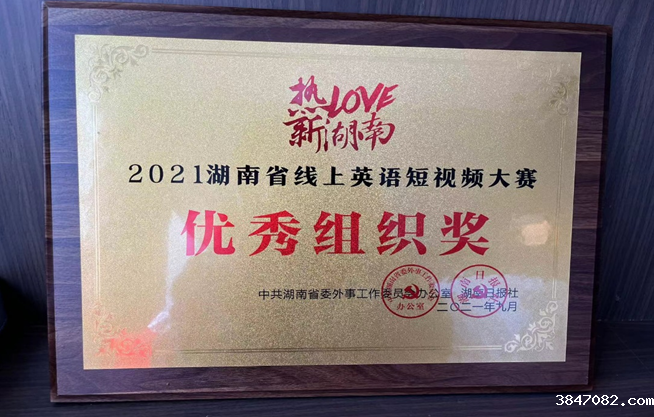 热LOVE
新湖南
2021湖南省线上英语短视频大赛
优秀组织奖
中共湖南省委外事工作委员会办公室 湖南日报社
二〇二一年九月
办公室
3847082.com